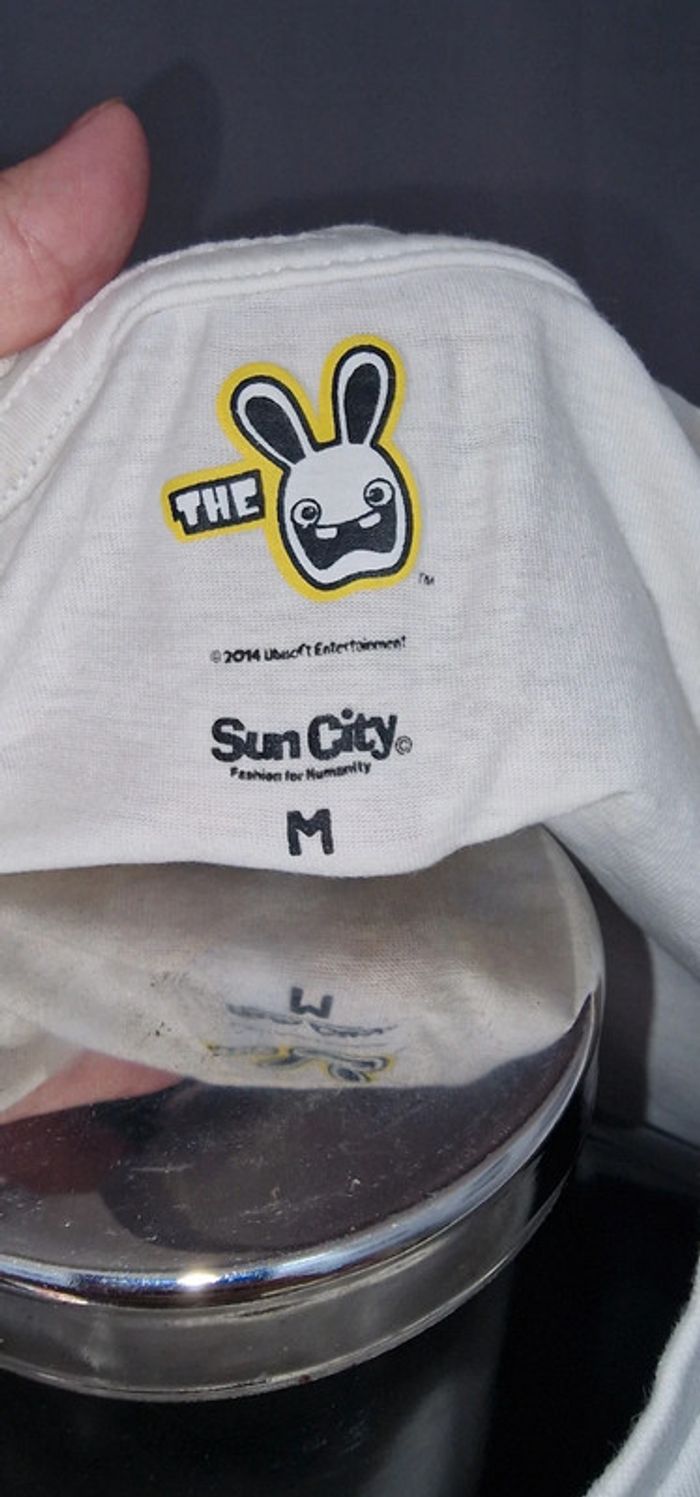 THE
TM
© 2014 Ubisoft Entertainment
Sun City©
Fashion for Humanity
M